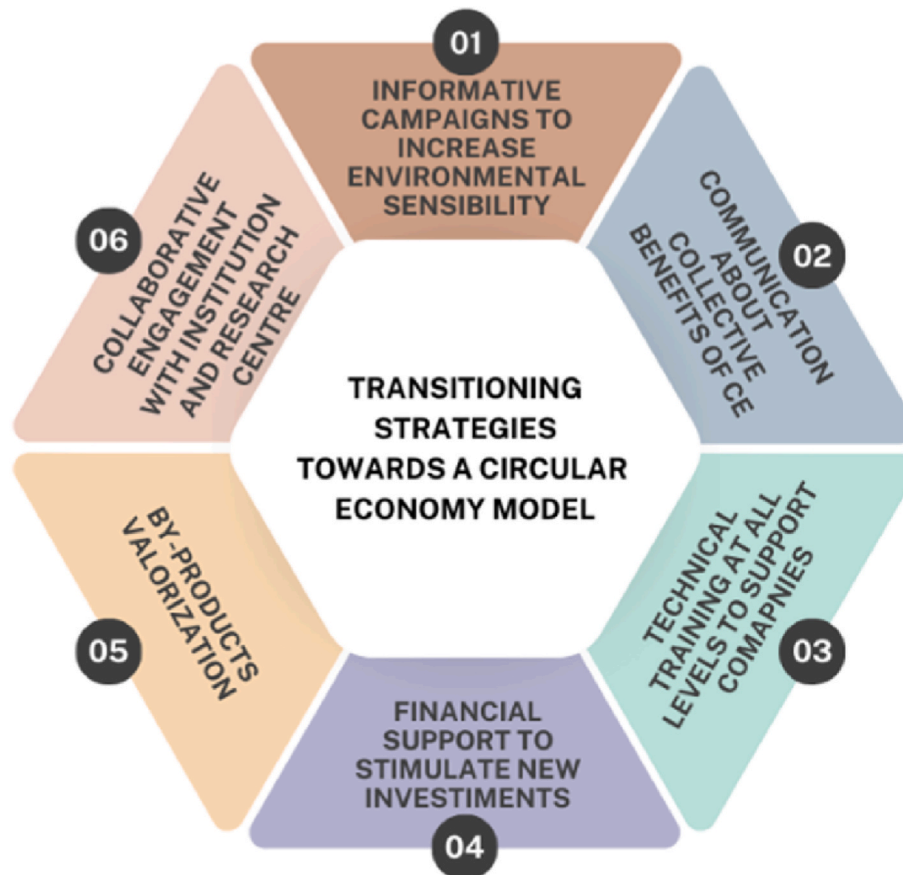 01
INFORMATIVE
CAMPAIGNS TO
INCREASE
ENVIRONMENTAL
SENSIBILITY
02
COMMUNICATION
ABOUT
COLLECTIVE
BENEFITS OF CE
03
TECHNICAL
TRAINING AT ALL
LEVELS TO SUPPORT
COMAPNIES
04
FINANCIAL
SUPPORT TO
STIMULATE NEW
INVESTIMENTS
05
BY-PRODUCTS
VALORIZATION
06
COLLABORATIVE
ENGAGEMENT
WITH INSTITUTION
AND RESEARCH
CENTRE
TRANSITIONING
STRATEGIES
TOWARDS A CIRCULAR
ECONOMY MODEL